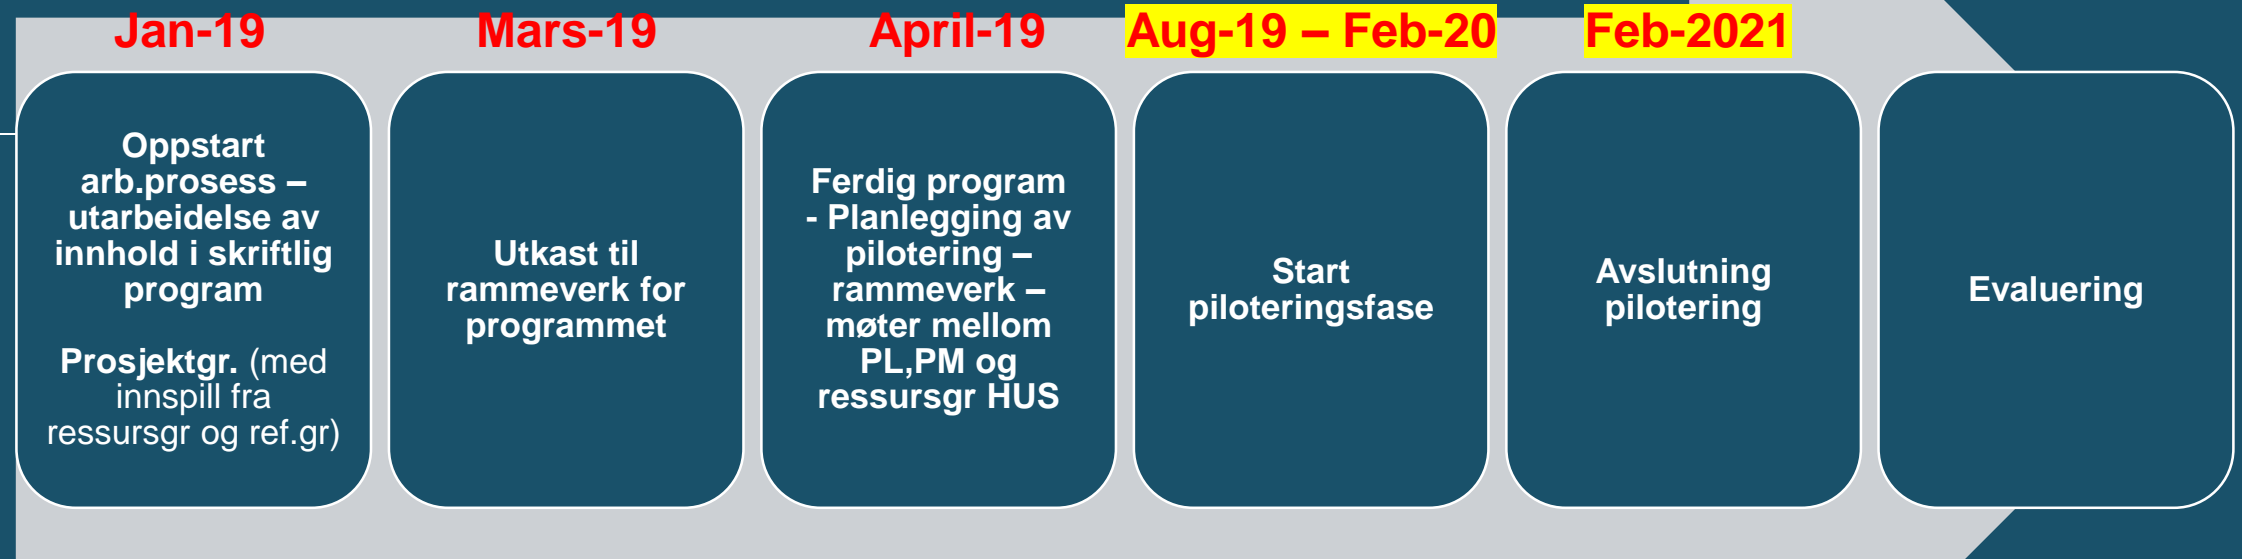 Jan-19
Mars-19
April-19
Aug-19 – Feb-20
Feb-2021
Oppstart
arb.prosess –
utarbeidelse av
innhold i skriftlig
program
Prosjektgr. (med
innspill fra
ressursgr og ref.gr)
Utkast til
rammeverk for
programmet
Ferdig program
- Planlegging av
pilotering –
rammeverk –
møter mellom
PL,PM og
ressursgr HUS
Start
piloteringsfase
Avslutning
pilotering
Evaluering